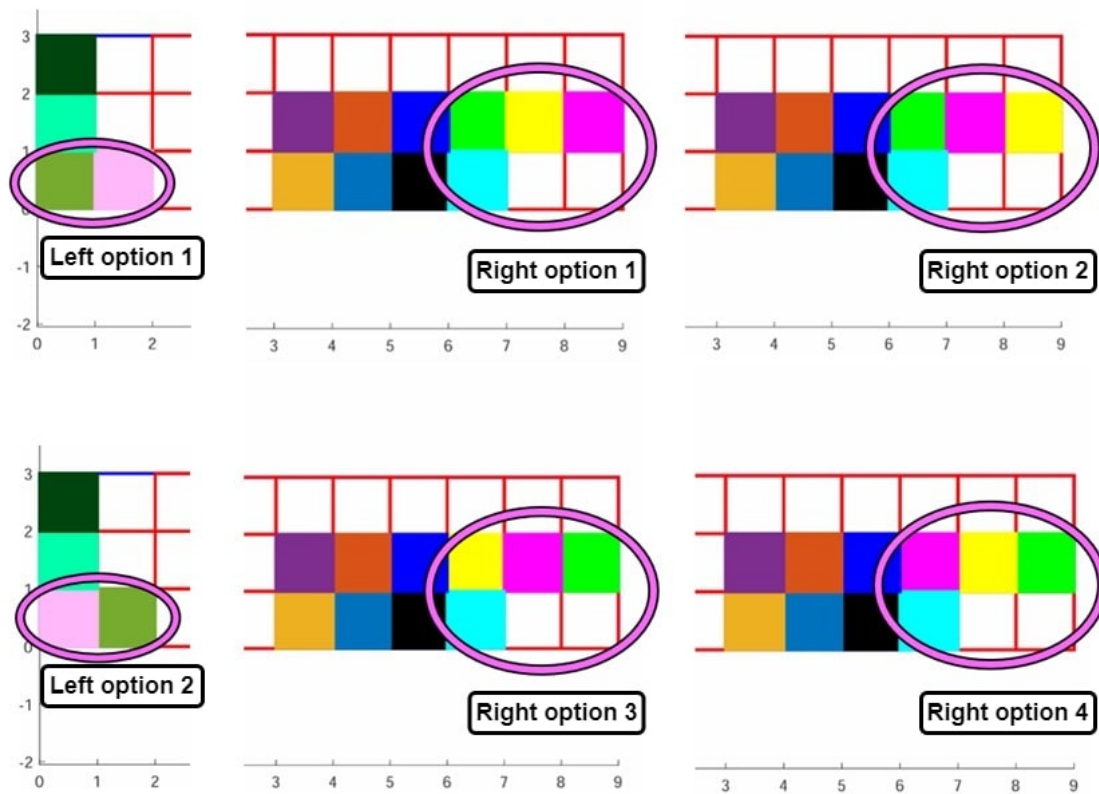 3
2
1
0
-1
-2
0 1 2
Left option 1
3 4 5 6 7 8 9
Right option 1
3 4 5 6 7 8 9
Right option 2
3
2
1
0
-1
-2
0 1 2
Left option 2
3 4 5 6 7 8 9
Right option 3
3 4 5 6 7 8 9
Right option 4